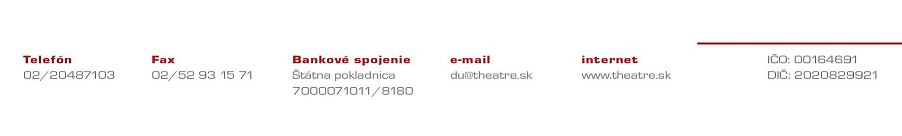 Telefón Fax Bankové spojenie e-mail internet IČO: 00164691
02/20487103 02/52 93 15 71 Štátna pokladnica du@theatre.sk www.theatre.sk DIČ: 2020829921
7000071011/8180